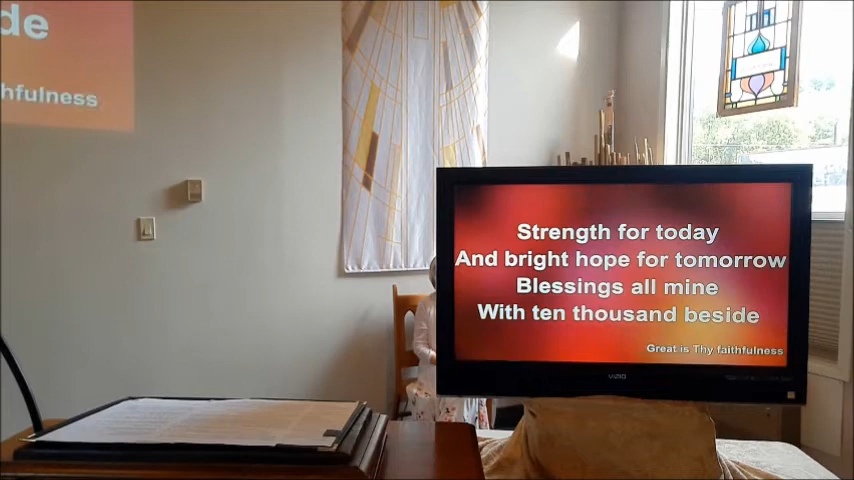 de
hfulness
Strength for today
And bright hope for tomorrow
Blessings all mine
With ten thousand beside
Great is Thy faithfulness
VIZIO